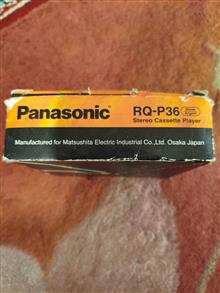 Panasonic RQ-P36
Stereo Cassette Player
Manufactured for Matsushita Electric Industrial Co.,Ltd. Osaka Japan